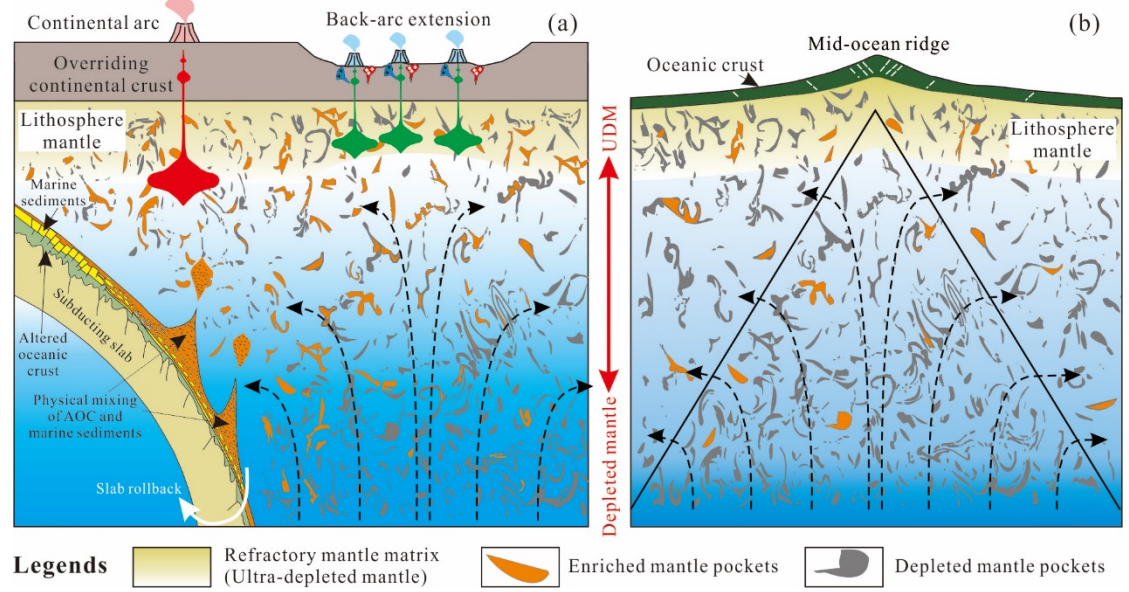 Continental arc
Back-arc extension
(a)
Overriding
continental crust
Lithosphere
mantle
Marine
sediments
Subducting slab
Altered
oceanic
crust
Physical mixing
of AOC and
marine sediments
Slab rollback
UDM
Depleted mantle
(b)
Mid-ocean ridge
Oceanic crust
Lithosphere
mantle
Legends
Refractory mantle matrix
(Ultra-depleted mantle)
Enriched mantle pockets
Depleted mantle pockets